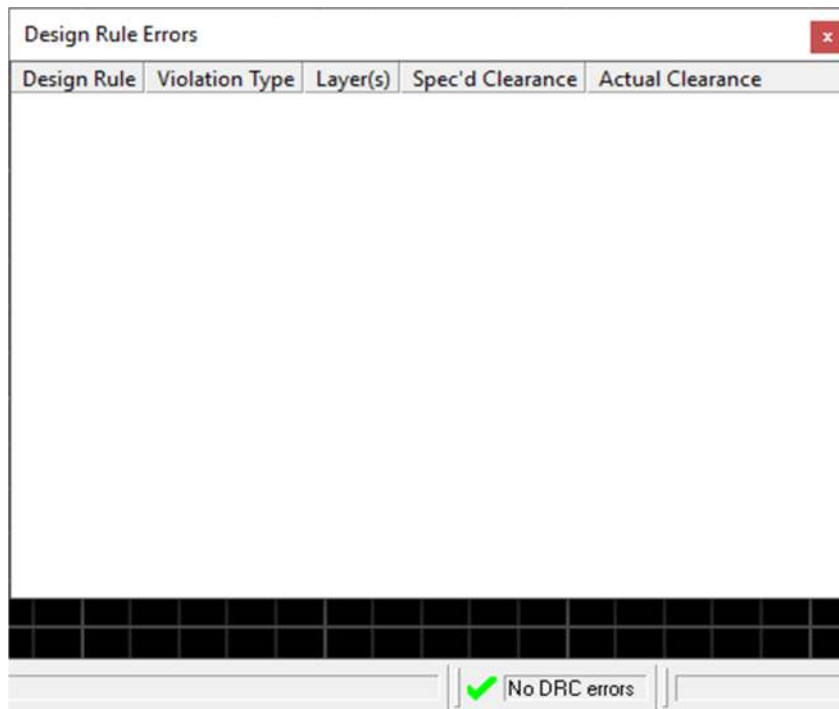 Design Rule Errors
x
Design Rule Violation Type Layer(s) Spec'd Clearance Actual Clearance
No DRC errors